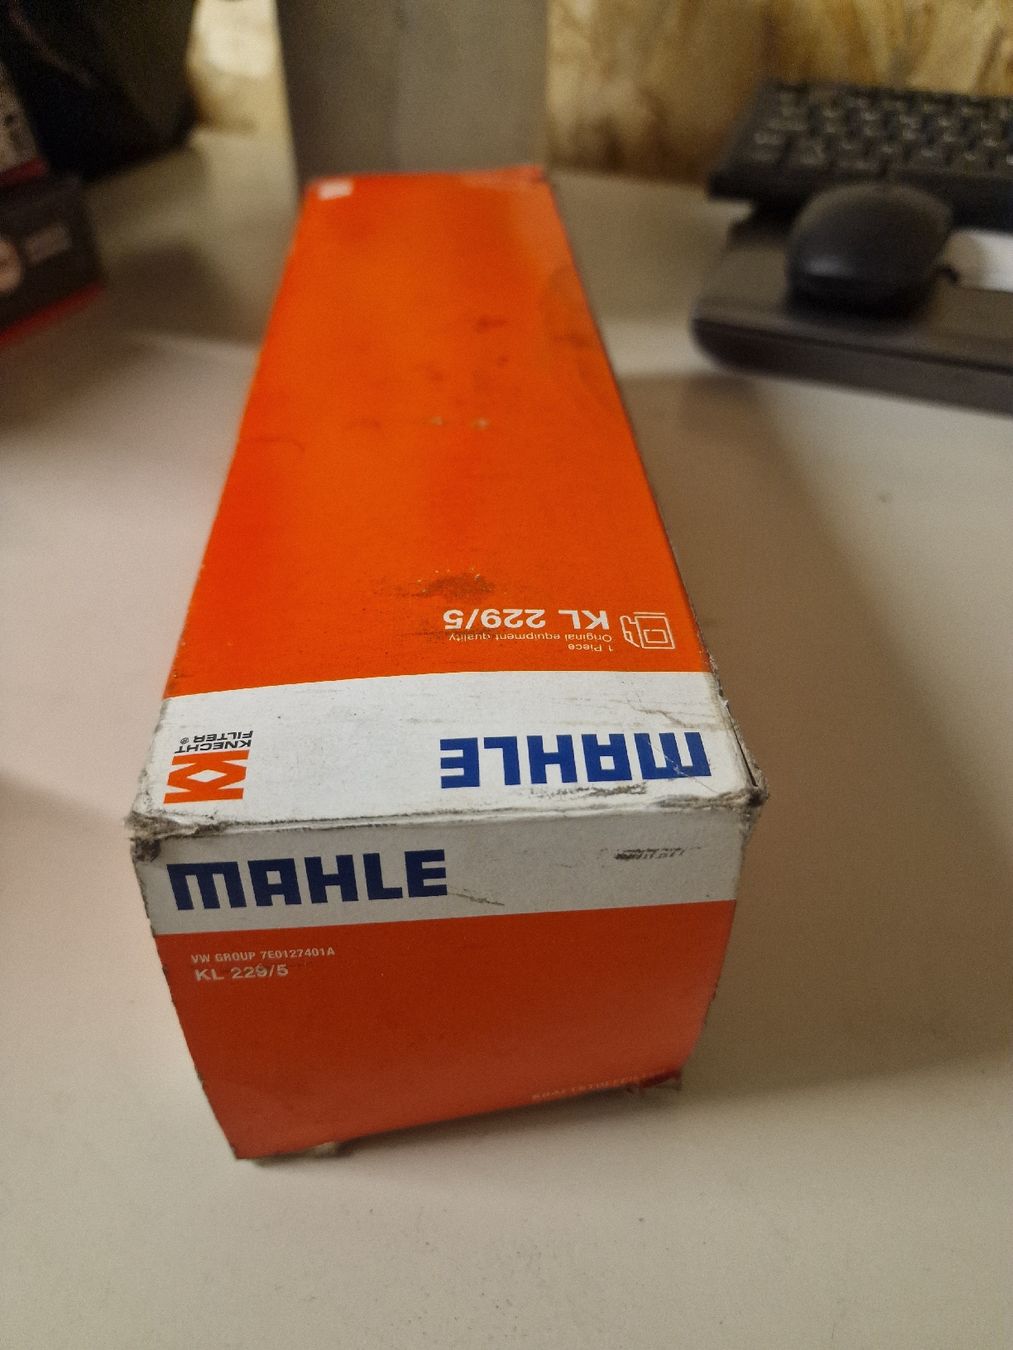 1 Piece
Original equipment quality
KL 229/5
KNECHT
FILTER®
MAHLE
MAHLE
VW GROUP 7E0127401A
KL 229/5